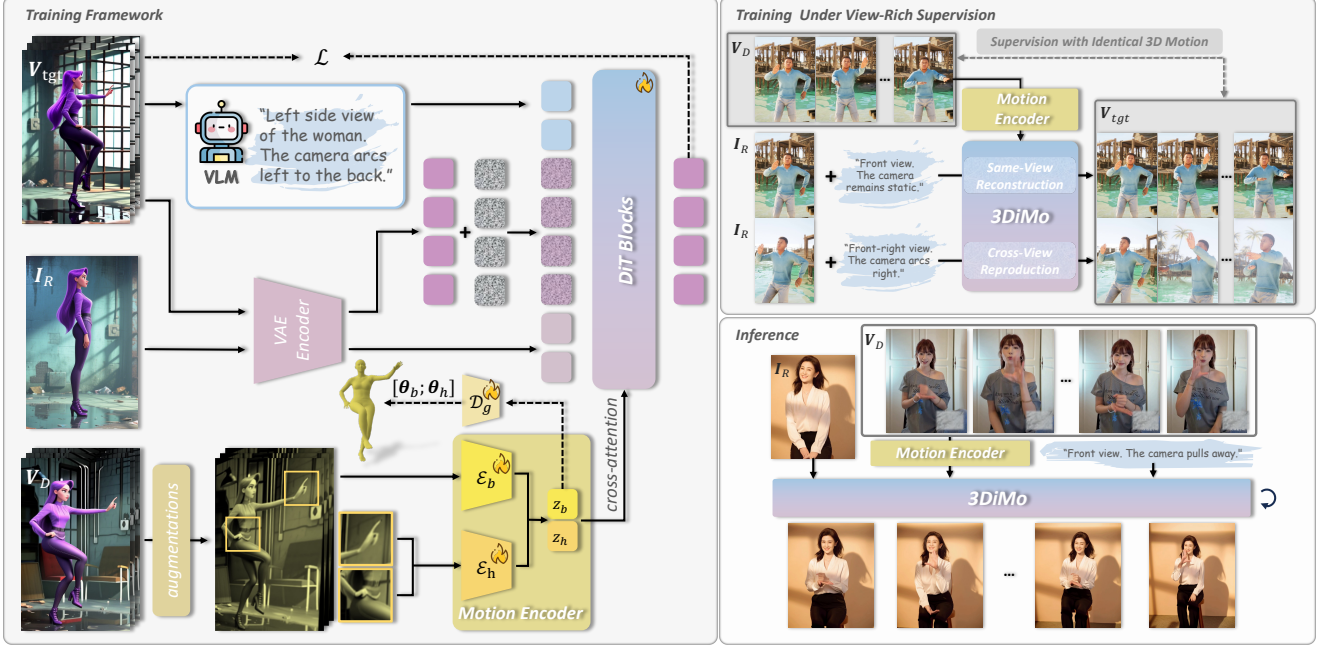 Training Framework
V_tgt
ℒ
VLM
"Left side view
of the woman.
The camera arcs
left to the back."
+
DiT Blocks
I_R
VAE
Encoder
[θ_b; θ_h]
𝒟_g
cross-attention
V_D
augmentations
ℰ_b
ℰ_h
z_b
z_h
Motion Encoder
Training Under View-Rich Supervision
V_D
...
Supervision with Identical 3D Motion
Motion
Encoder
V_tgt
I_R
+
"Front view.
The camera
remains static."
Same-View
Reconstruction
...
3DiMo
I_R
+
"Front-right view.
The camera arcs
right."
Cross-View
Reproduction
...
Inference
I_R
V_D
...
Motion Encoder
"Front view. The camera pulls away."
3DiMo
...